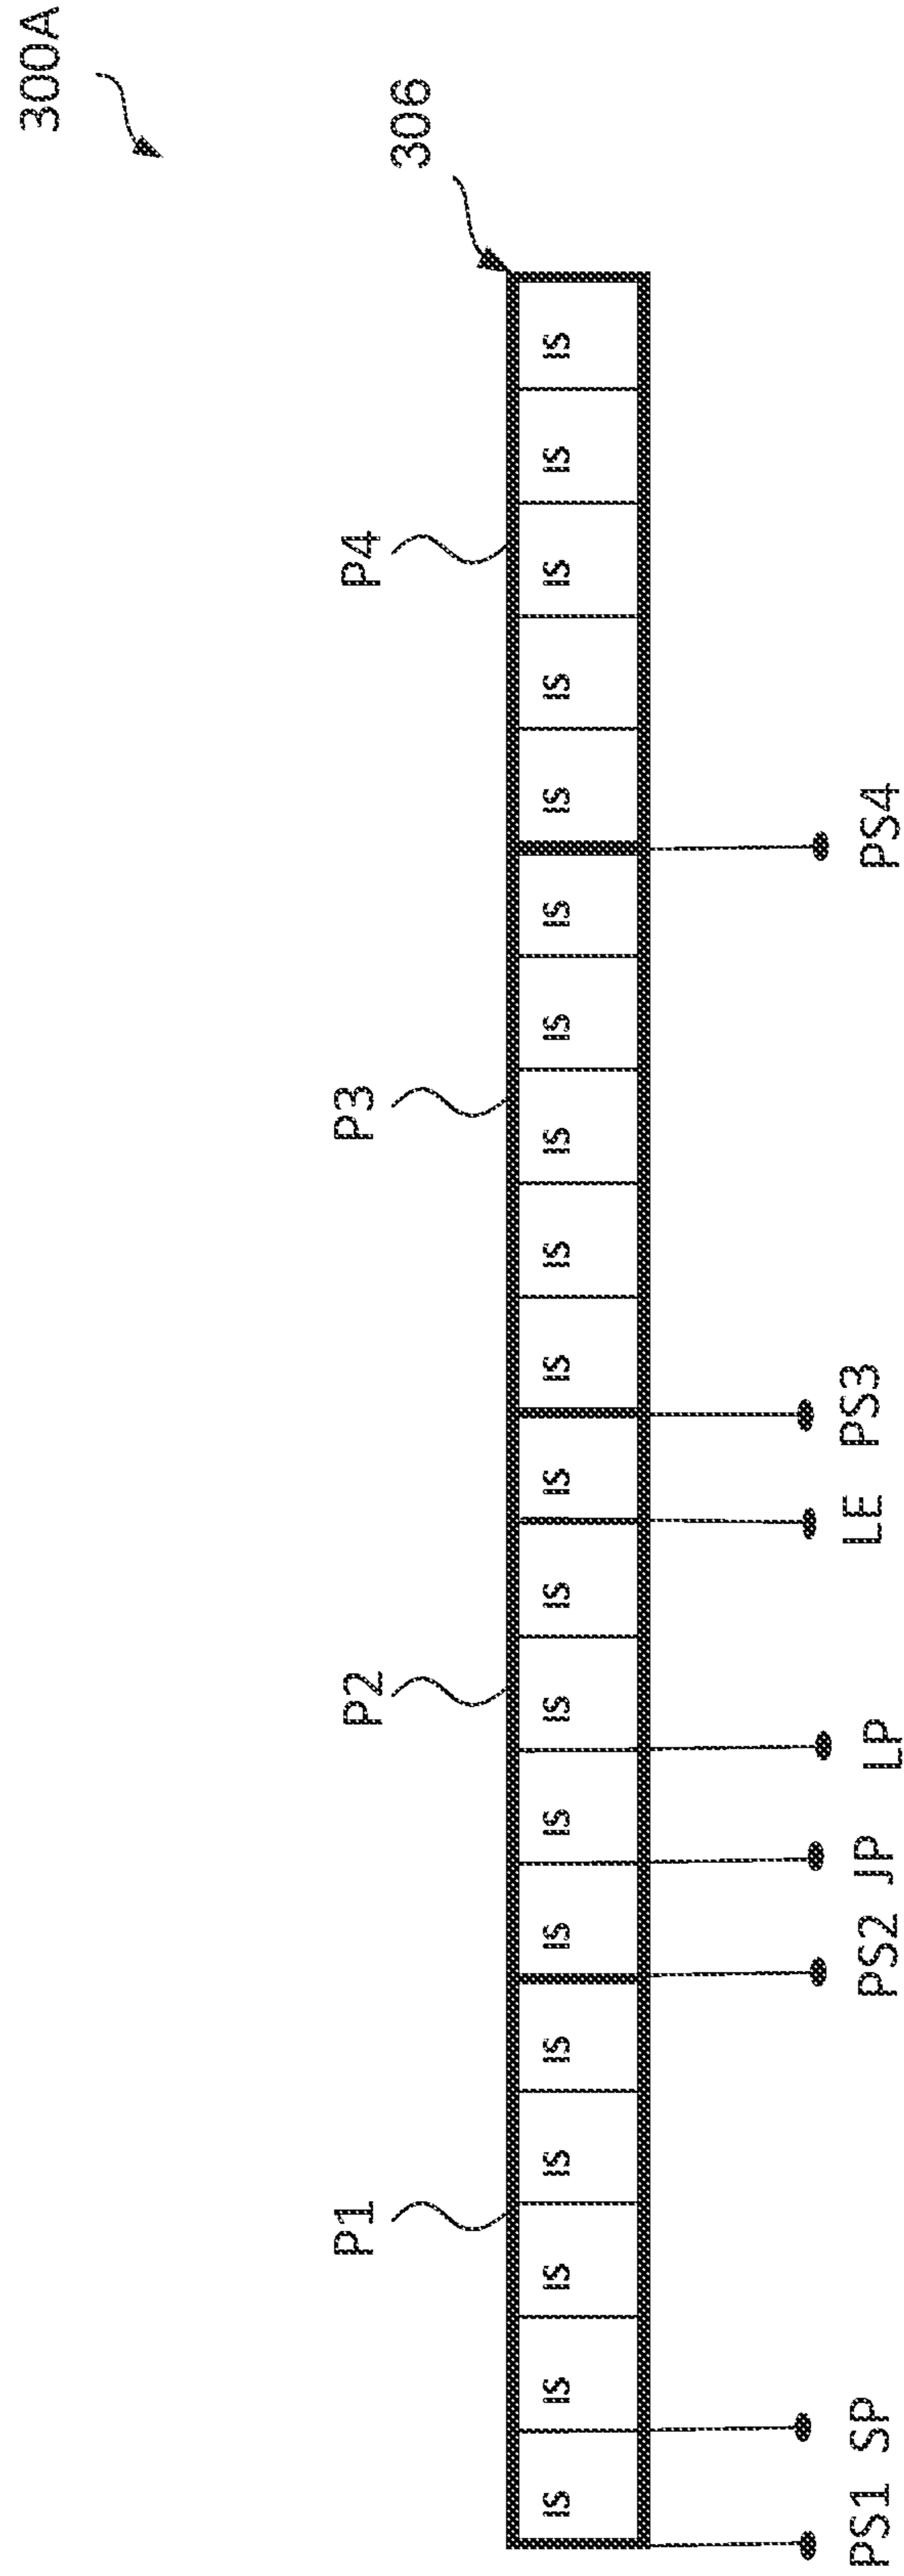 300A
306
P1 P2 P3 P4
IS IS IS IS IS IS IS IS IS IS IS IS IS IS IS IS IS IS IS IS
PS1 SP PS2 JP LP LE PS3 PS4